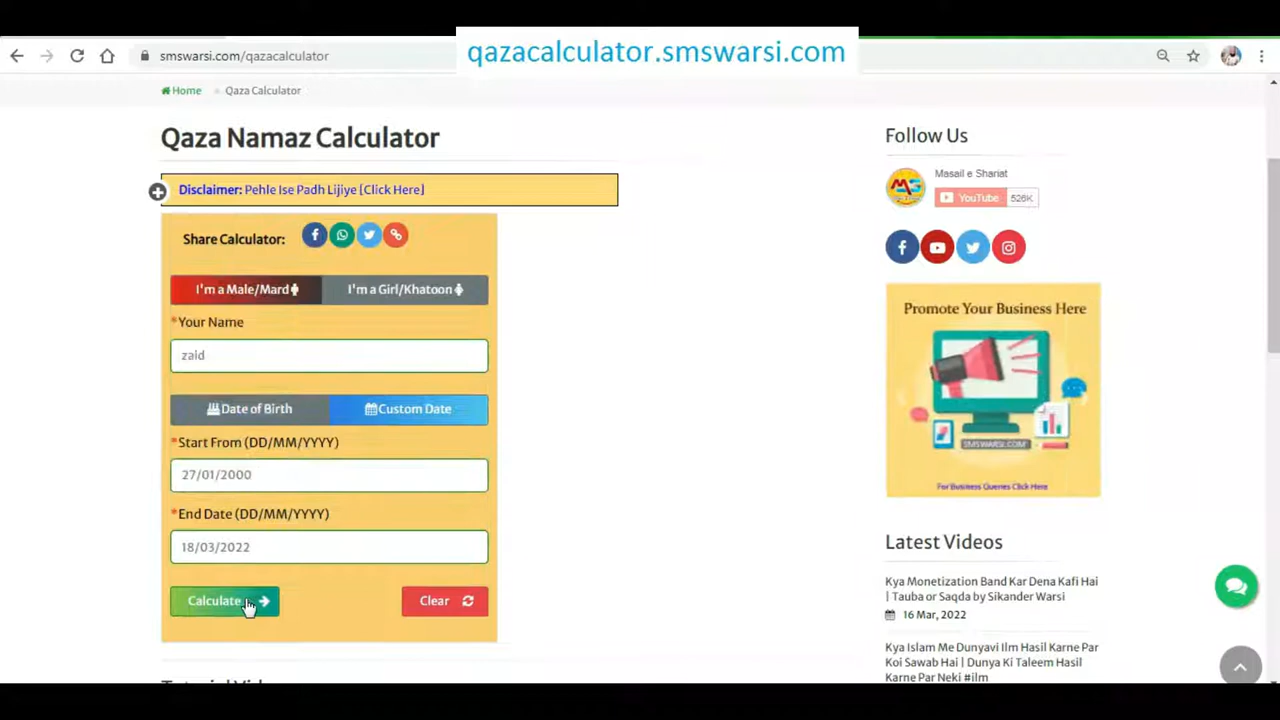 qazacalculator.smswarsi.com
smswarsi.com/qazacalculator
Home » Qaza Calculator
Qaza Namaz Calculator
Disclaimer: Pehle Ise Padh Lijiye [Click Here]
Share Calculator:
I'm a Male/Mard
I'm a Girl/Khatoon
*Your Name
zaid
Date of Birth
Custom Date
*Start From (DD/MM/YYYY)
27/01/2000
*End Date (DD/MM/YYYY)
18/03/2022
Calculate
Clear
Follow Us
Masail e Shariat
YouTube 526K
Promote Your Business Here
SMSWARSI.COM
For Business Queries Click Here
Latest Videos
Kya Monetization Band Kar Dena Kafi Hai
| Tauba or Saqda by Sikander Warsi
16 Mar, 2022
Kya Islam Me Dunyavi Ilm Hasil Karne Par
Koi Sawab Hai | Dunya Ki Taleem Hasil
Karne Par Neki #ilm